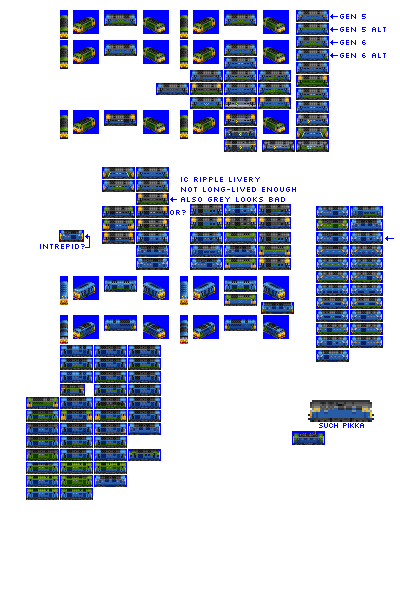 ← GEN 5
← GEN 5 ALT
← GEN 6
← GEN 6 ALT
IC RIPPLE LIVERY
NOT LONG-LIVED ENOUGH
← ALSO GREY LOOKS BAD
OR?
INTREPID?
←
SUCH PIKKA